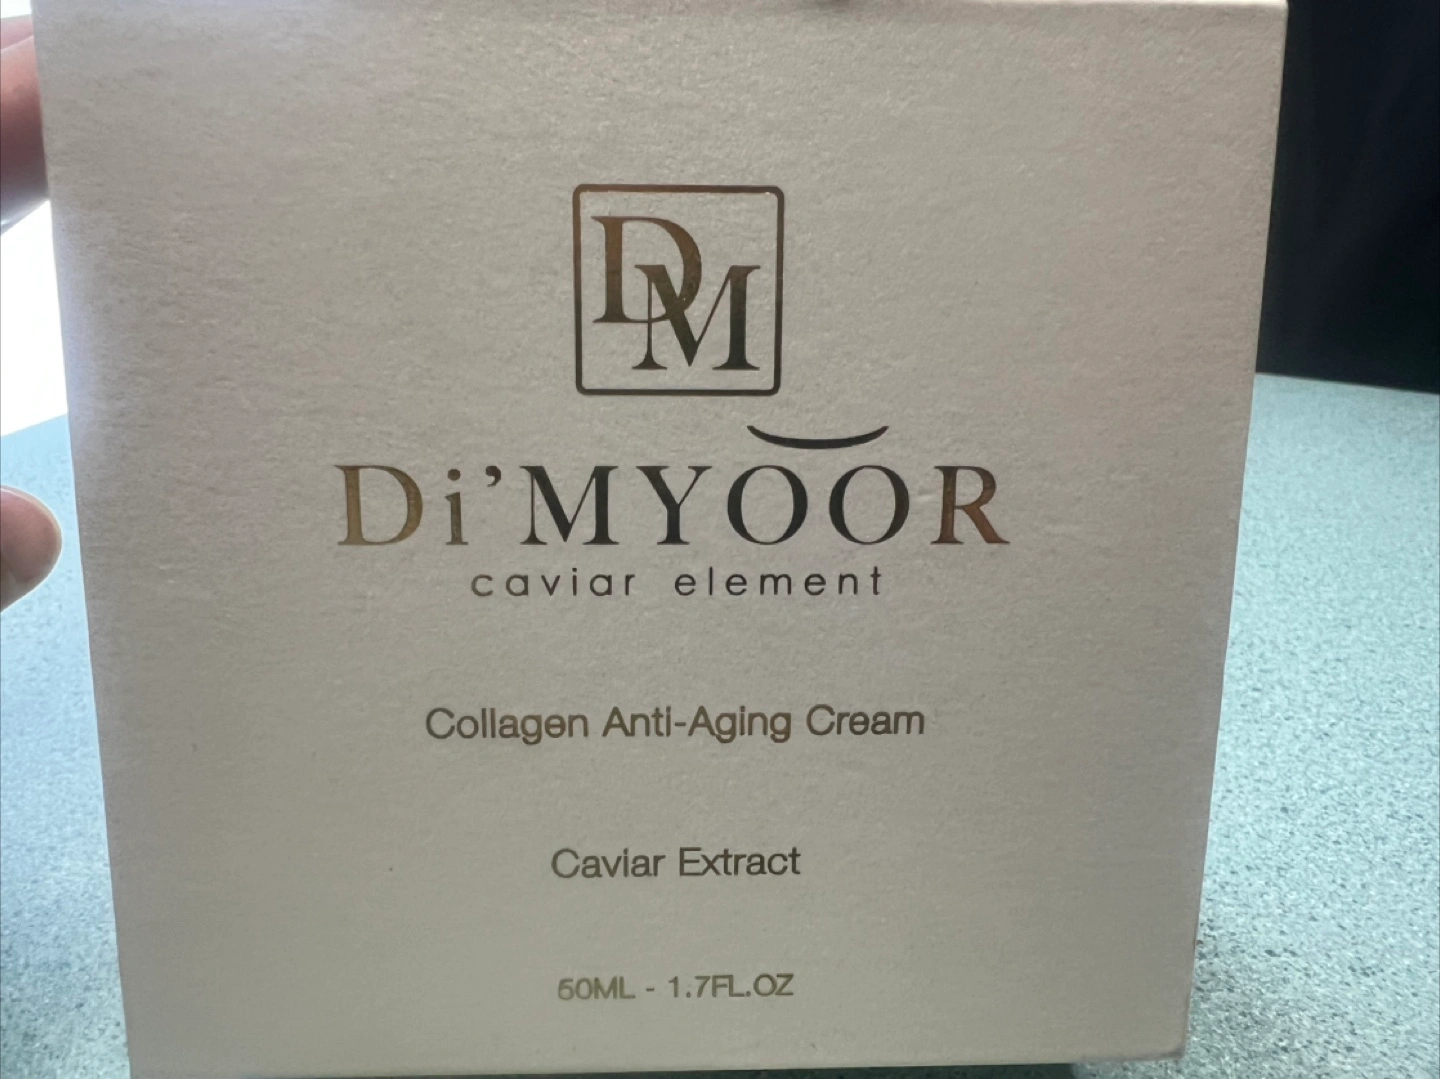 DM
Di’MYOOR
caviar element
Collagen Anti-Aging Cream
Caviar Extract
50ML - 1.7FL.OZ